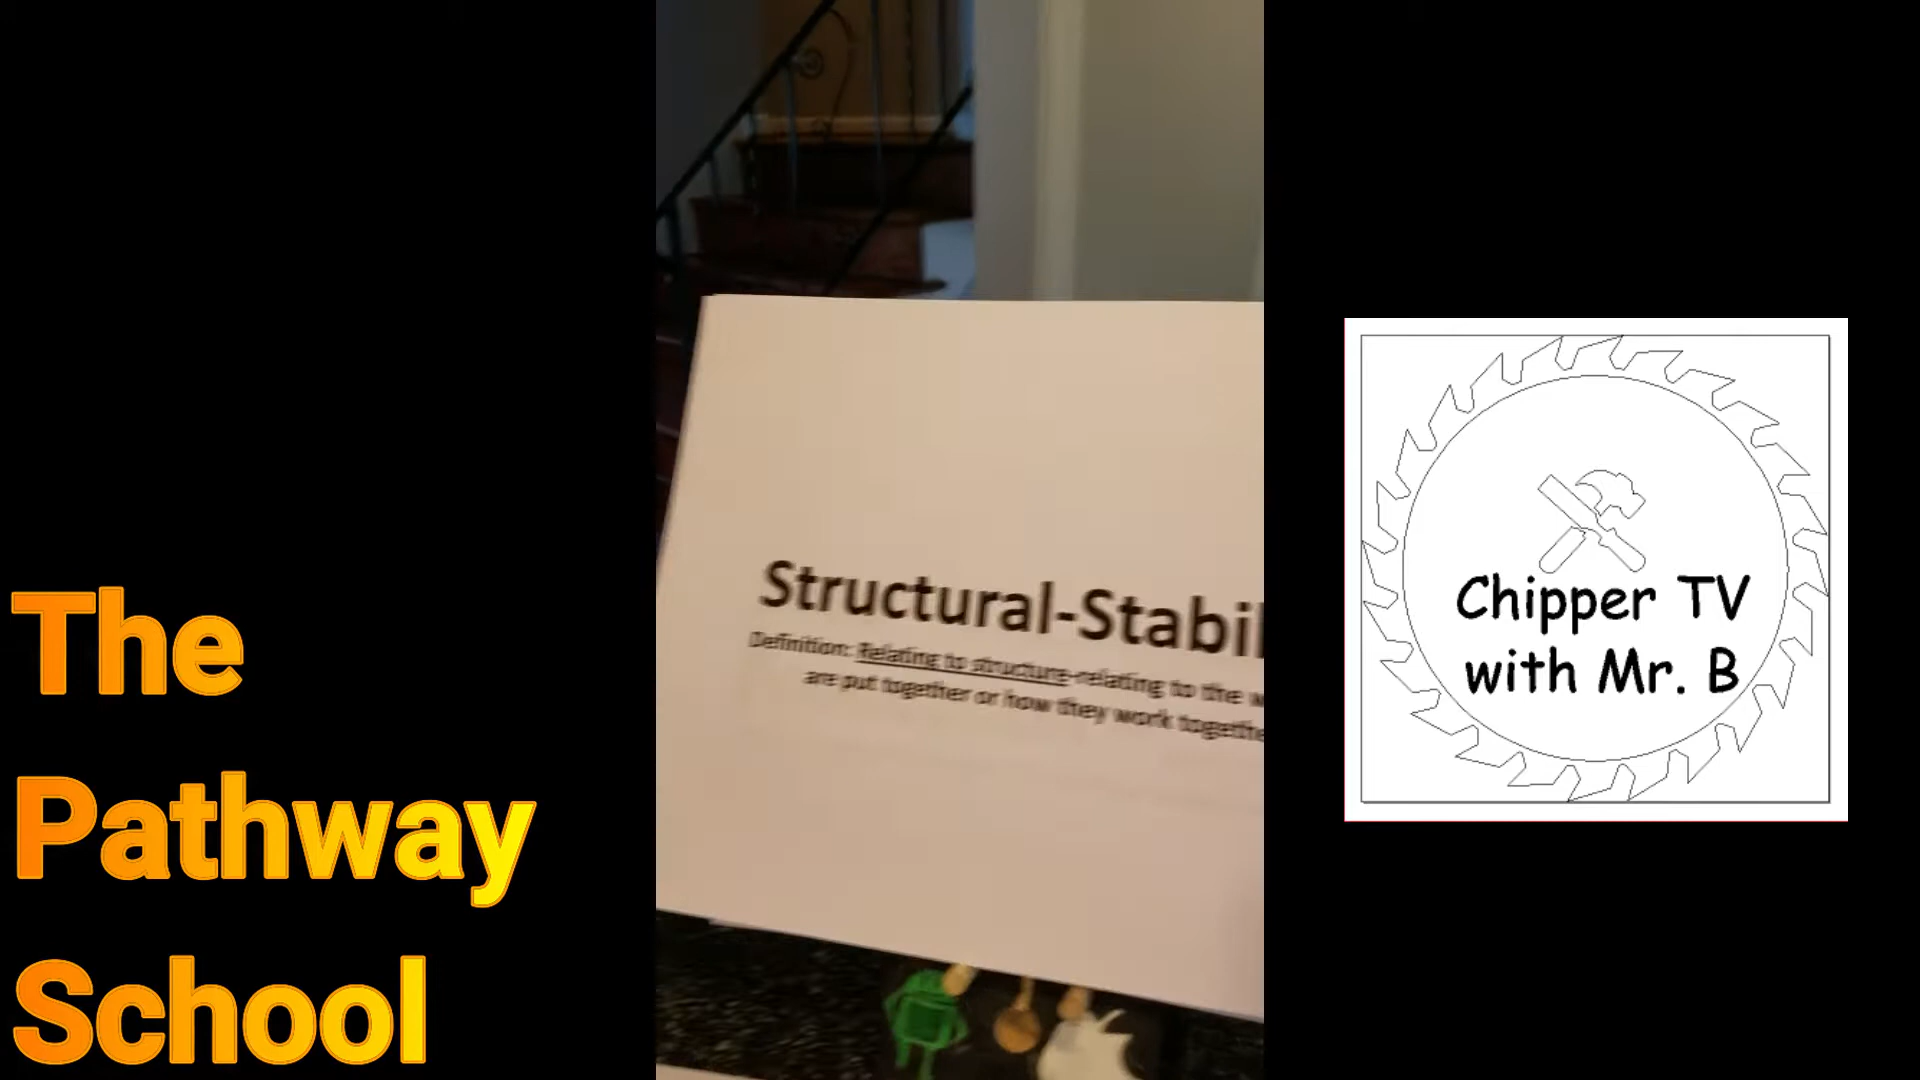 The
Pathway
School
Structural-Stabil
Definition: Relating to structure-relating to the w
are put together or how they work togethe
Chipper TV
with Mr. B